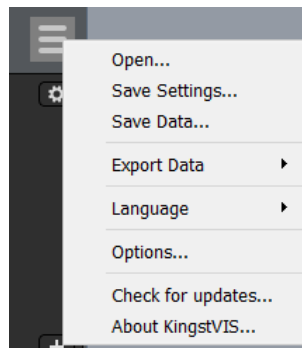 Open...
Save Settings...
Save Data...
Export Data
Language
Options...
Check for updates...
About KingstVIS...